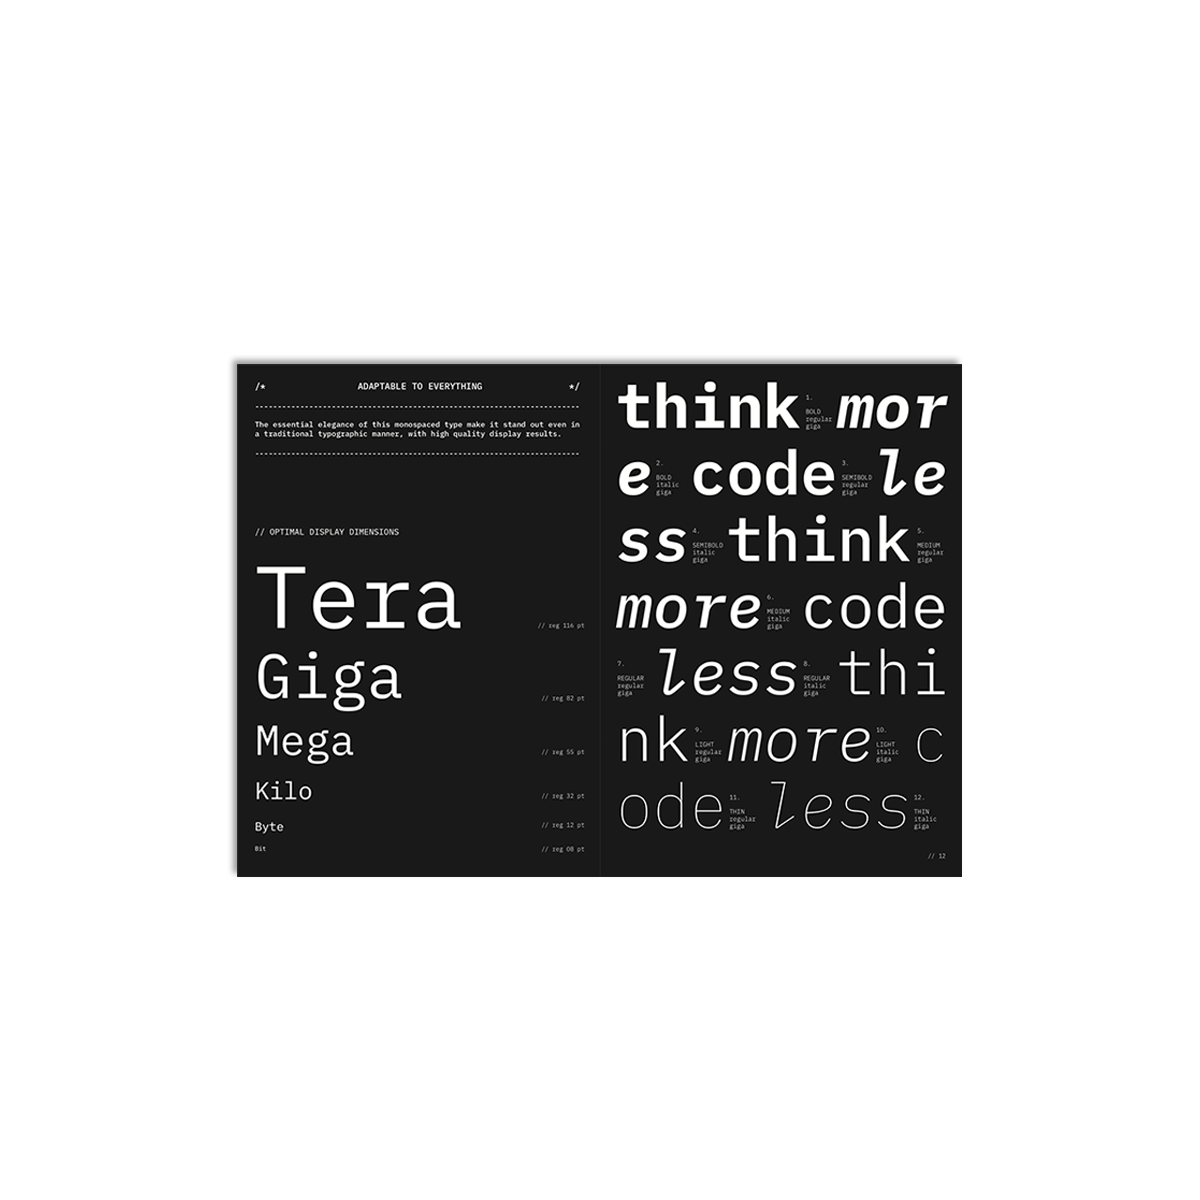 /* ADAPTABLE TO EVERYTHING */
The essential elegance of this monospaced type make it stand out even in
a traditional typographic manner, with high quality display results.
// OPTIMAL DISPLAY DIMENSIONS
Tera // reg 116 pt
Giga // reg 82 pt
Mega // reg 55 pt
Kilo // reg 32 pt
Byte // reg 12 pt
Bit // reg 08 pt
think 1. BOLD regular giga mor
e 2. BOLD italic giga code 3. SEMIBOLD regular giga le
ss 4. SEMIBOLD italic giga think 5. MEDIUM regular giga
more 6. MEDIUM italic giga code
7. REGULAR regular giga less 8. REGULAR italic giga thi
nk 9. LIGHT regular giga more 10. LIGHT italic giga c
ode 11. THIN regular giga less 12. THIN italic giga
// 12